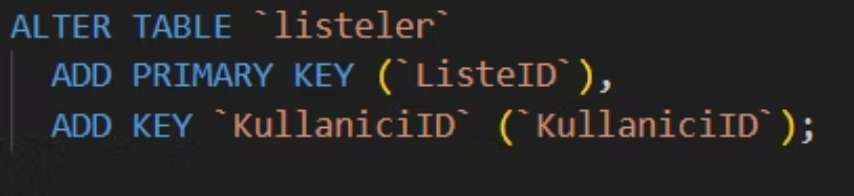 ALTER TABLE `listeler`
ADD PRIMARY KEY (`ListeID`),
ADD KEY `KullaniciID` (`KullaniciID`);